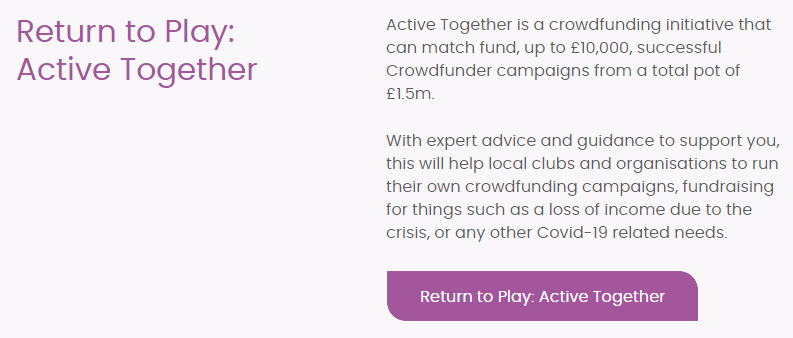 Return to Play:
Active Together
Active Together is a crowdfunding initiative that
can match fund, up to £10,000, successful
Crowdfunder campaigns from a total pot of
£1.5m.
With expert advice and guidance to support you,
this will help local clubs and organisations to run
their own crowdfunding campaigns, fundraising
for things such as a loss of income due to the
crisis, or any other Covid-19 related needs.
Return to Play: Active Together